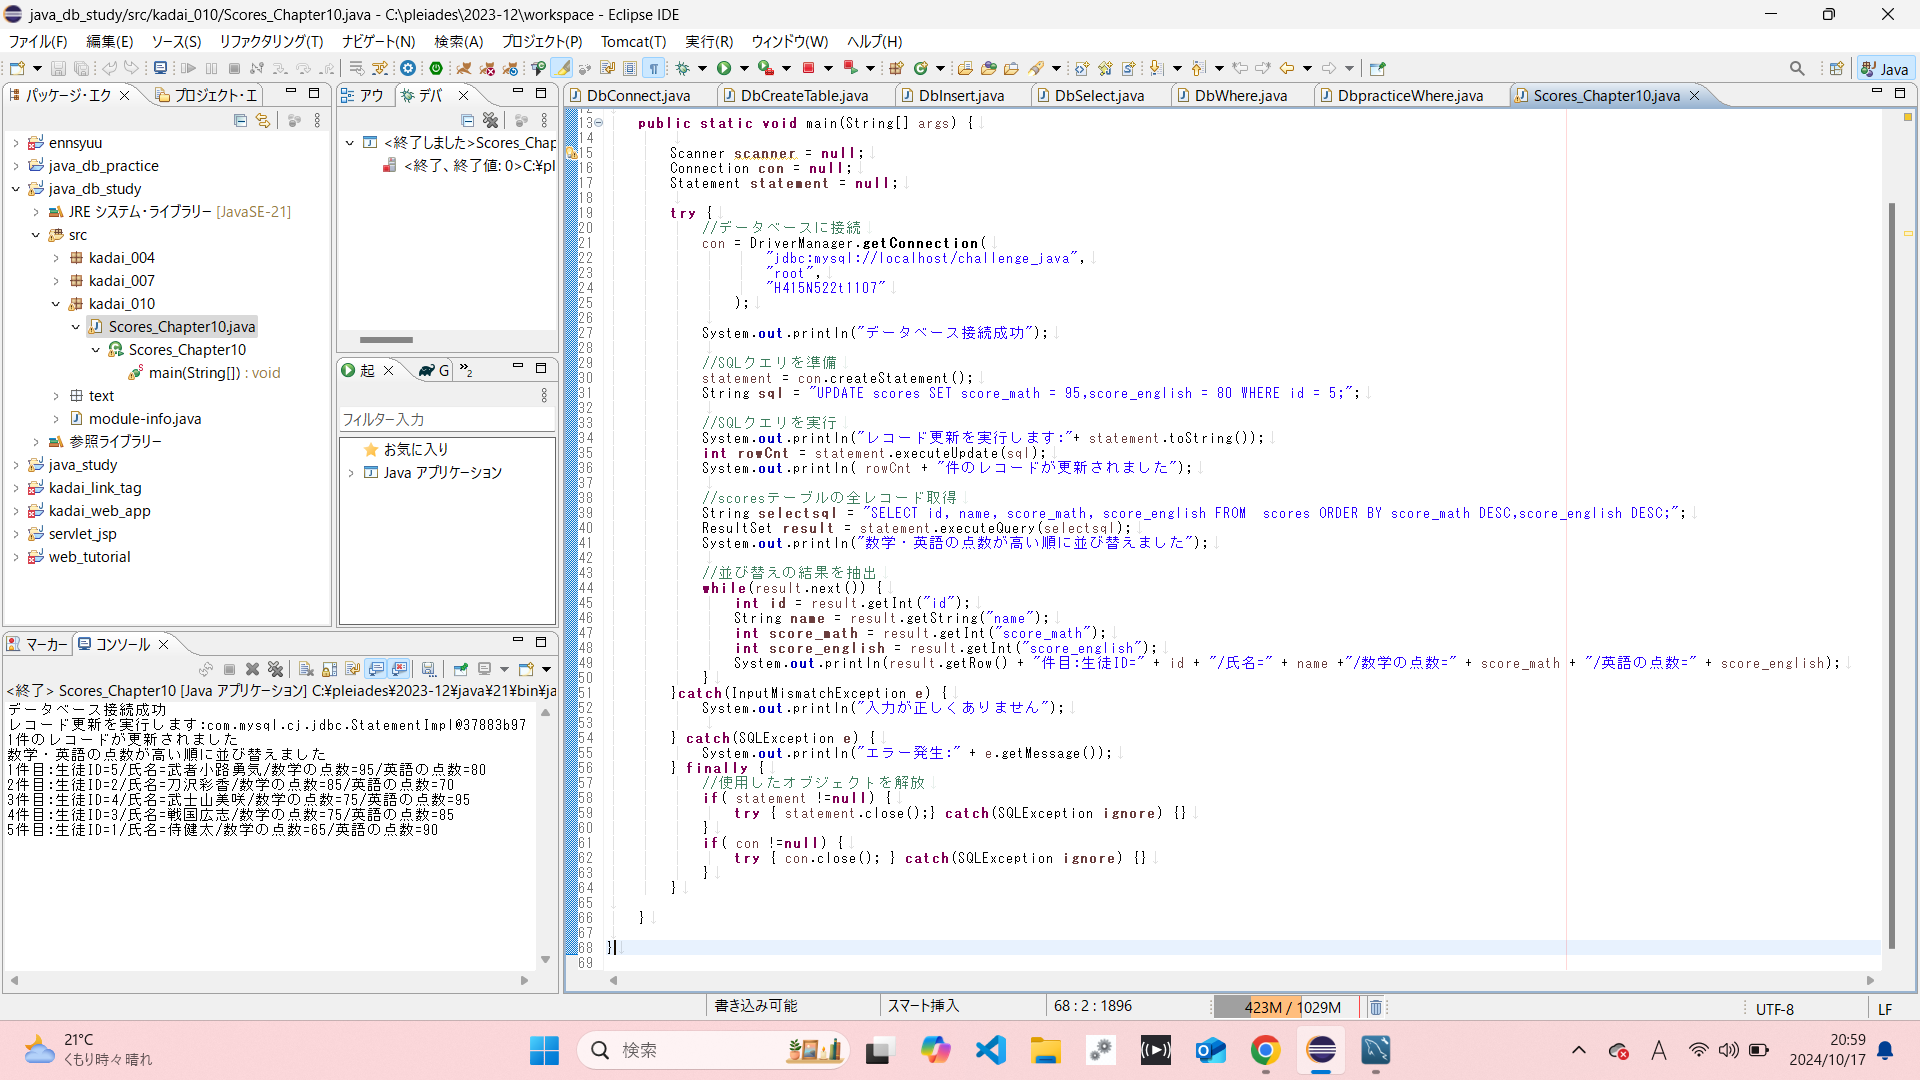 java_db_study/src/kadai_010/Scores_Chapter10.java - C:\pleiades\2023-12\workspace - Eclipse IDE
ファイル(F) 編集(E) ソース(S) リファクタリング(T) ナビゲート(N) 検索(A) プロジェクト(P) Tomcat(T) 実行(R) ウィンドウ(W) ヘルプ(H)
Java
パッケージ・エク プロジェクト・エ
ennsyuu
java_db_practice
java_db_study
JRE システム・ライブラリー [JavaSE-21]
src
kadai_004
kadai_007
kadai_010
Scores_Chapter10.java
Scores_Chapter10
main(String[]) : void
text
module-info.java
参照ライブラリー
java_study
kadai_link_tag
kadai_web_app
servlet_jsp
web_tutorial
アウ デバ
<終了しました>Scores_Chap
<終了、終了値: 0>C:¥pl
起 G »2
フィルター入力
お気に入り
Java アプリケーション
マーカー コンソール
<終了> Scores_Chapter10 [Java アプリケーション] C:¥pleiades¥2023-12¥java¥21¥bin¥ja
データベース接続成功
レコード更新を実行します:com.mysql.cj.jdbc.StatementImpl@37883b97
1件のレコードが更新されました
数学・英語の点数が高い順に並び替えました
1件目:生徒ID=5/氏名=武者小路勇気/数学の点数=95/英語の点数=80
2件目:生徒ID=2/氏名=刀沢彩香/数学の点数=85/英語の点数=70
3件目:生徒ID=4/氏名=武士山美咲/数学の点数=75/英語の点数=95
4件目:生徒ID=3/氏名=戦国広志/数学の点数=75/英語の点数=85
5件目:生徒ID=1/氏名=侍健太/数学の点数=65/英語の点数=90
DbConnect.java DbCreateTable.java DbInsert.java DbSelect.java DbWhere.java DbpracticeWhere.java Scores_Chapter10.java
13 public static void main(String[] args) {
14
15 Scanner scanner = null;
16 Connection con = null;
17 Statement statement = null;
18
19 try {
20 //データベースに接続
21 con = DriverManager.getConnection(
22 "jdbc:mysql://localhost/challenge_java",
23 "root",
24 "H415N522t1107"
25 );
26
27 System.out.println("データベース接続成功");
28
29 //SQLクエリを準備
30 statement = con.createStatement();
31 String sql = "UPDATE scores SET score_math = 95,score_english = 80 WHERE id = 5;";
32
33 //SQLクエリを実行
34 System.out.println("レコード更新を実行します:"+ statement.toString());
35 int rowCnt = statement.executeUpdate(sql);
36 System.out.println( rowCnt + "件のレコードが更新されました");
37
38 //scoresテーブルの全レコード取得
39 String selectsql = "SELECT id, name, score_math, score_english FROM  scores ORDER BY score_math DESC,score_english DESC;";
40 ResultSet result = statement.executeQuery(selectsql);
41 System.out.println("数学・英語の点数が高い順に並び替えました");
42
43 //並び替えの結果を抽出
44 while(result.next()) {
45 int id = result.getInt("id");
46 String name = result.getString("name");
47 int score_math = result.getInt("score_math");
48 int score_english = result.getInt("score_english");
49 System.out.println(result.getRow() + "件目:生徒ID=" + id + "/氏名=" + name +"/数学の点数=" + score_math + "/英語の点数=" + score_english);
50 }
51 }catch(InputMismatchException e) {
52 System.out.println("入力が正しくありません");
53
54 } catch(SQLException e) {
55 System.out.println("エラー発生:" + e.getMessage());
56 } finally {
57 //使用したオブジェクトを解放
58 if( statement !=null) {
59 try { statement.close();} catch(SQLException ignore) {}
60 }
61 if( con !=null) {
62 try { con.close(); } catch(SQLException ignore) {}
63 }
64 }
65
66 }
67
68 }
69
書き込み可能 スマート挿入 68 : 2 : 1896 423M / 1029M UTF-8 LF
21°C
くもり時々晴れ
検索
A
20:59
2024/10/17